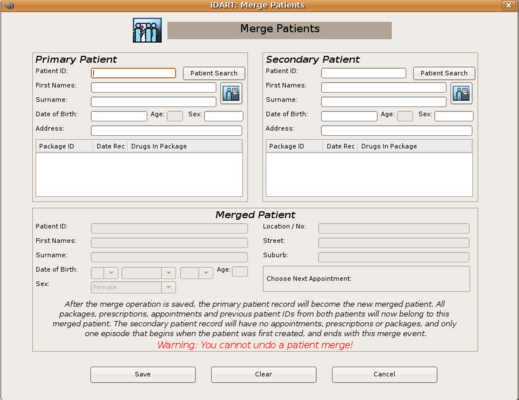 iDART: Merge Patients
Merge Patients
Primary Patient
Patient ID:
Patient Search
First Names:
Surname:
Date of Birth: Age: Sex:
Address:
Package ID Date Rec Drugs In Package
Secondary Patient
Patient ID:
Patient Search
First Names:
Surname:
Date of Birth: Age: Sex:
Address:
Package ID Date Rec Drugs In Package
Merged Patient
Patient ID:
First Names:
Surname:
Date of Birth: Age:
Sex: Female
Location / No:
Street:
Suburb:
Choose Next Appointment:
After the merge operation is saved, the primary patient record will become the new merged patient. All
packages, prescriptions, appointments and previous patient IDs from both patients will now belong to this
merged patient. The secondary patient record will have no appointments, prescriptions or packages, and only
one episode that begins when the patient was first created, and ends with this merge event.
Warning: You cannot undo a patient merge!
Save Clear Cancel